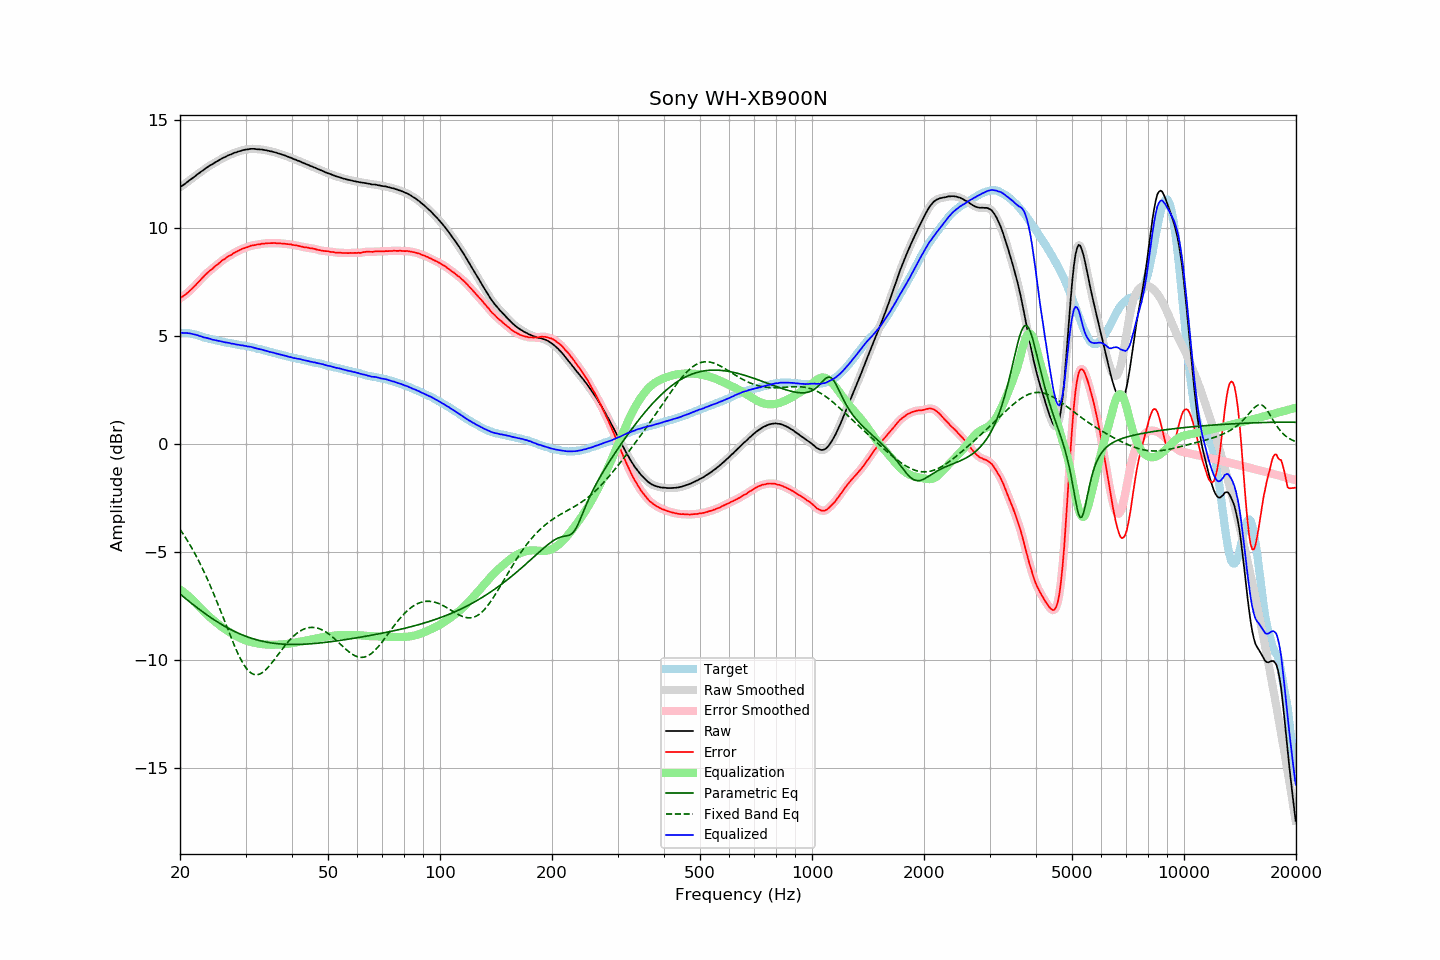 Sony WH-XB900N
Amplitude (dBr)
15
10
5
0
−5
−10
−15
Target
Raw Smoothed
Error Smoothed
Raw
Error
Equalization
Parametric Eq
Fixed Band Eq
Equalized
20 50 100 200 500 1000 2000 5000 10000 20000
Frequency (Hz)